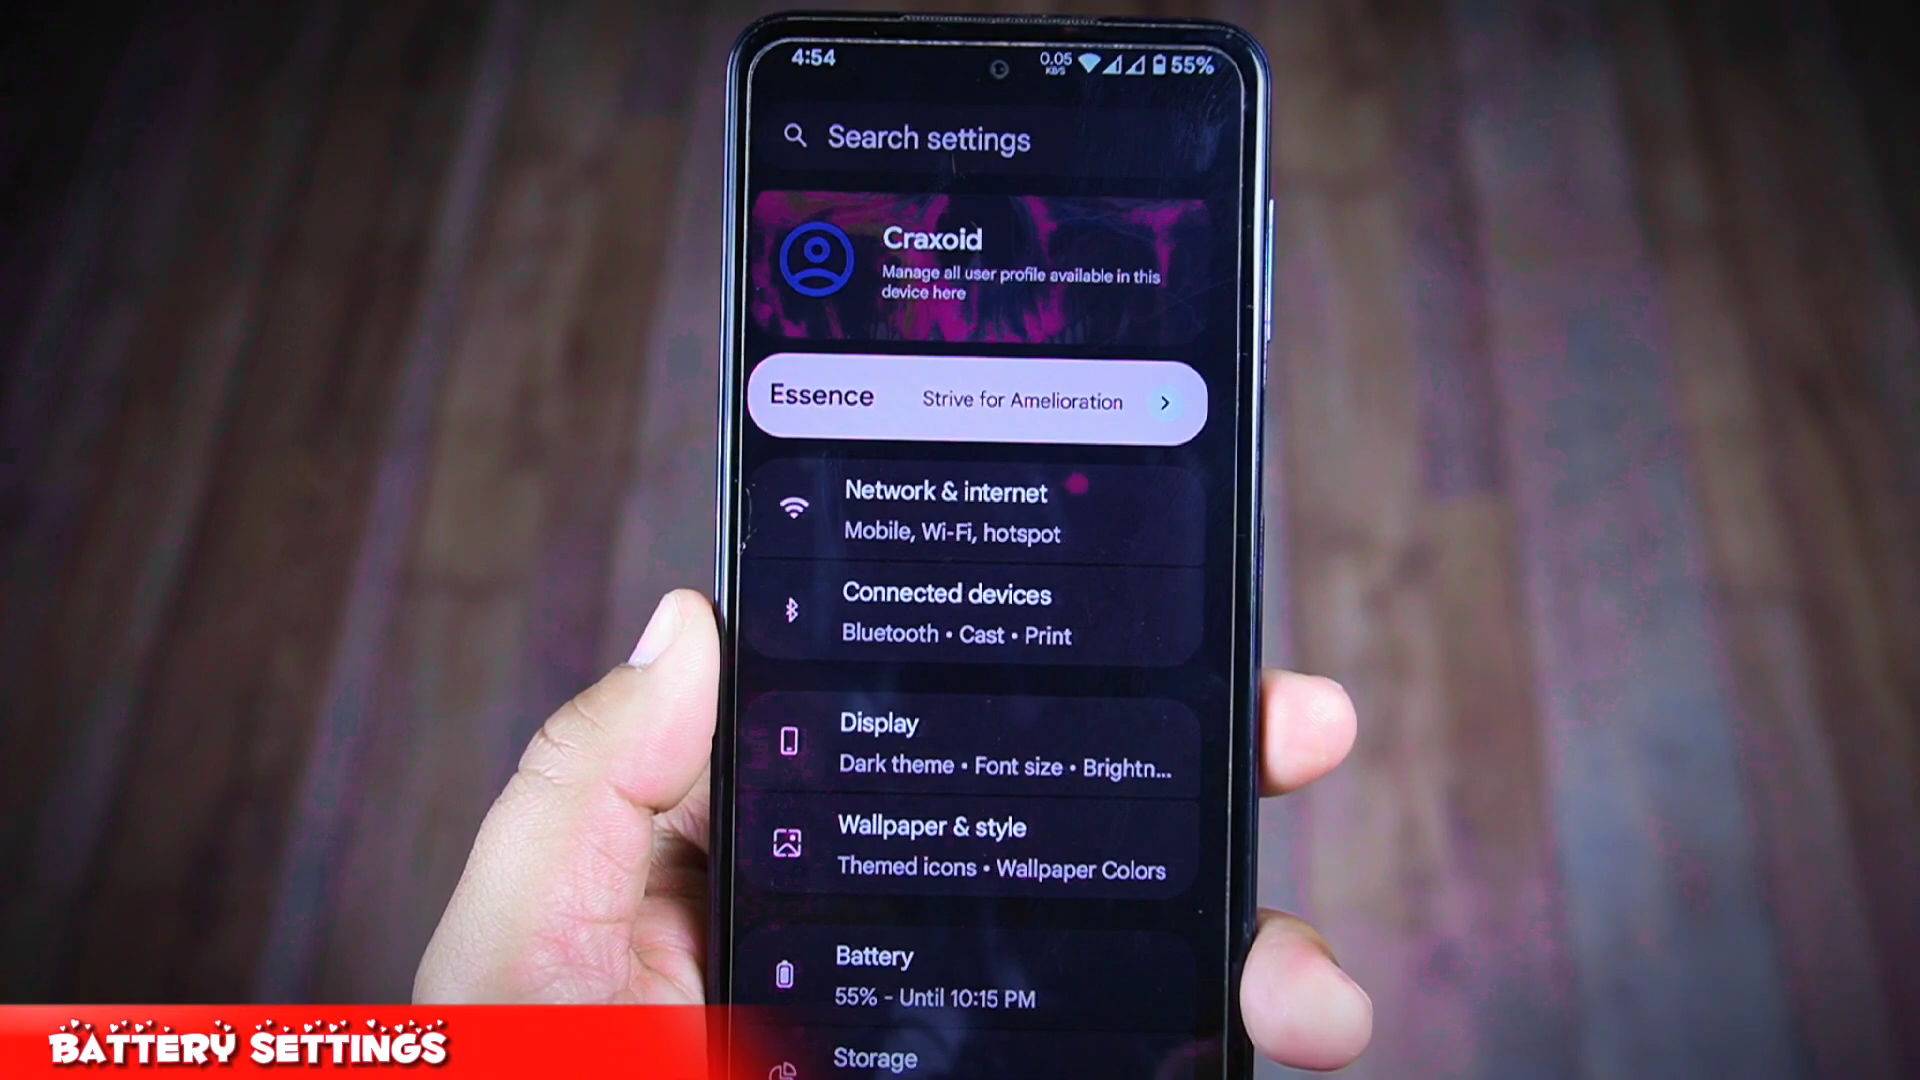 4:54
0.05
KB/S
55%
Search settings
Craxoid
Manage all user profile available in this
device here
Essence
Strive for Amelioration
Network & internet
Mobile, Wi-Fi, hotspot
Connected devices
Bluetooth • Cast • Print
Display
Dark theme • Font size • Brightn...
Wallpaper & style
Themed icons • Wallpaper Colors
Battery
55% - Until 10:15 PM
Storage
BATTERY SETTINGS